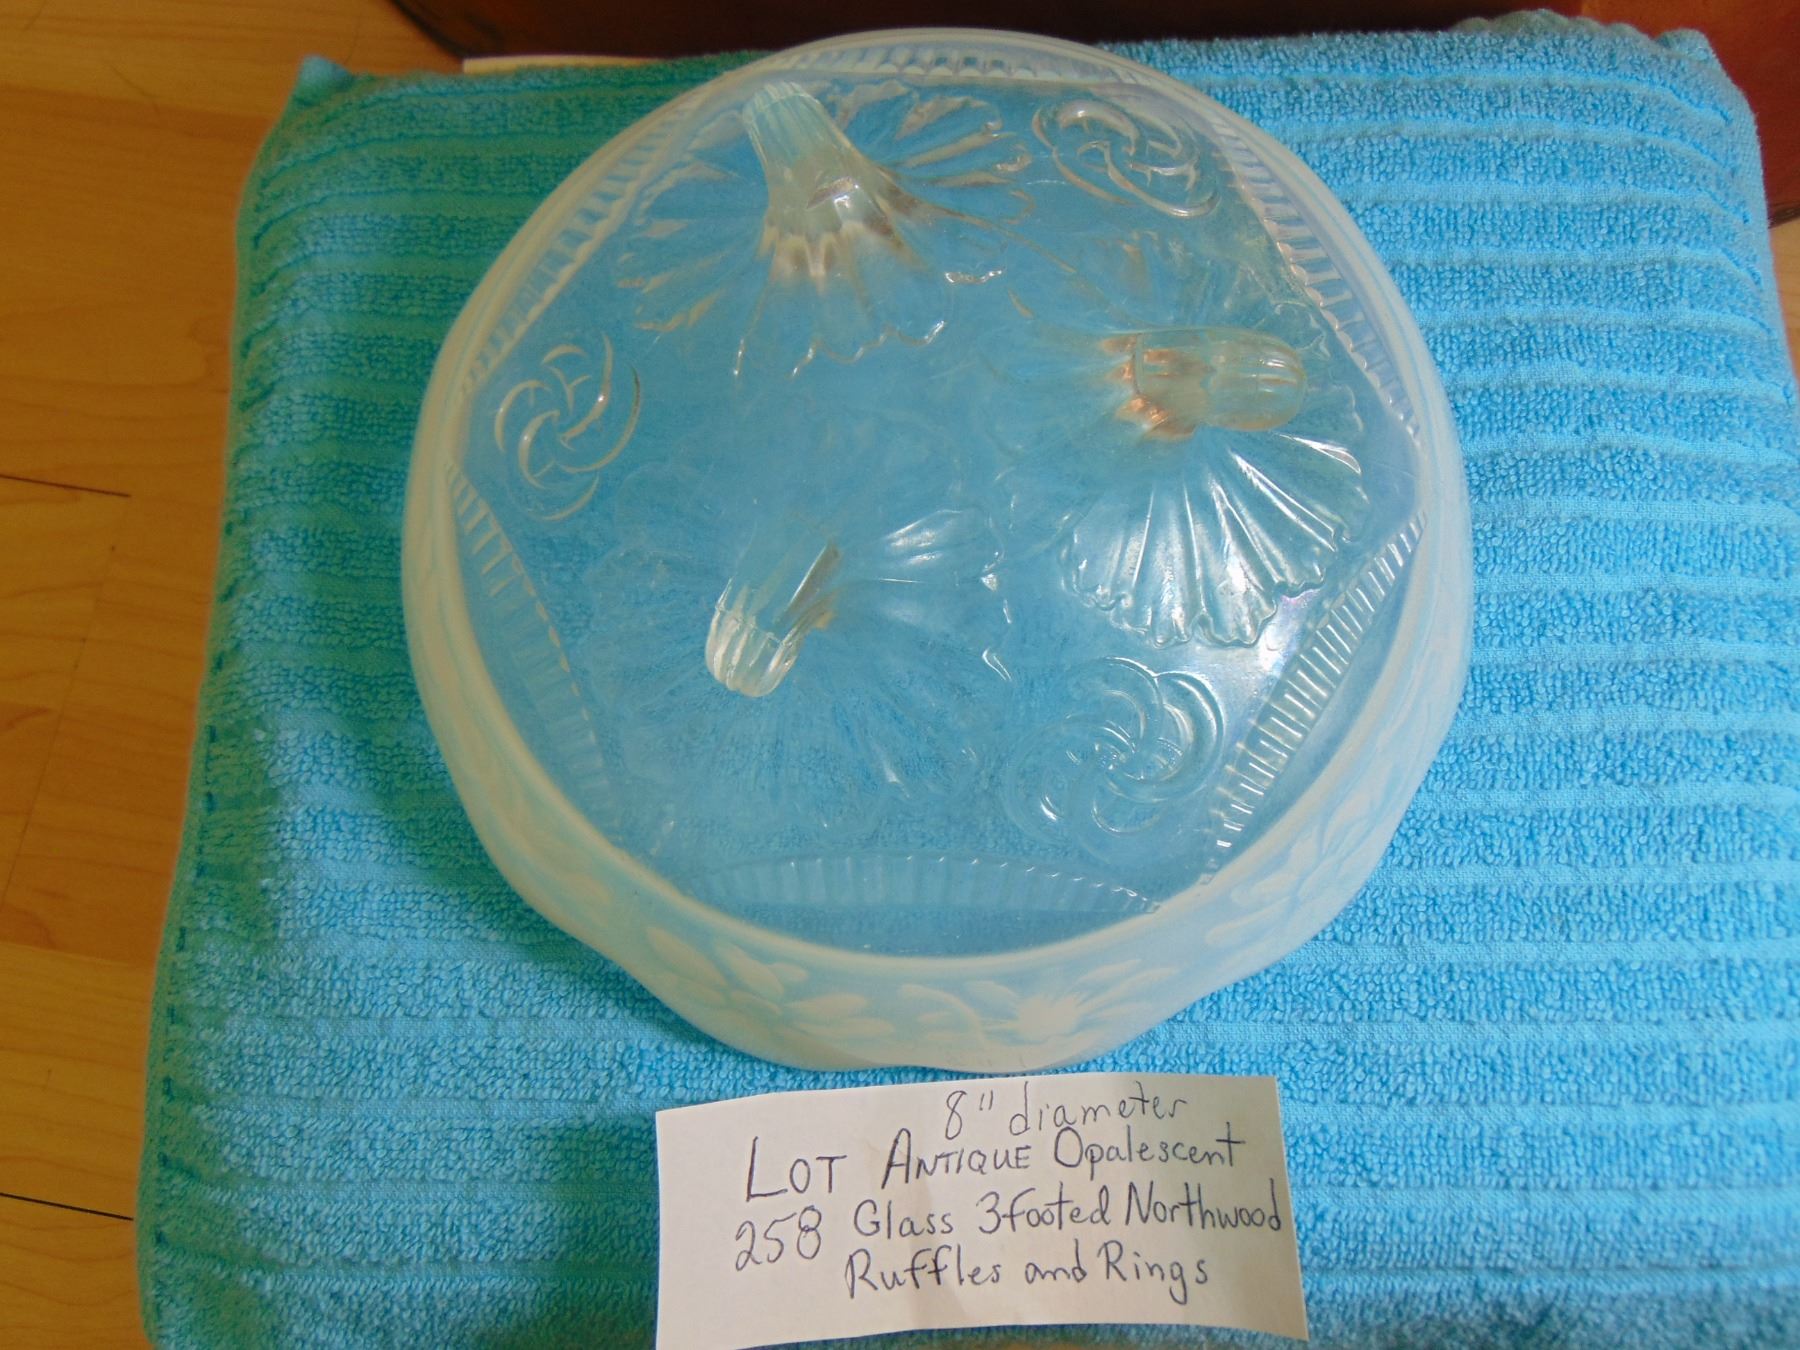 8" diameter
LOT ANTIQUE Opalescent
258 Glass 3footed Northwood
Ruffles and Rings